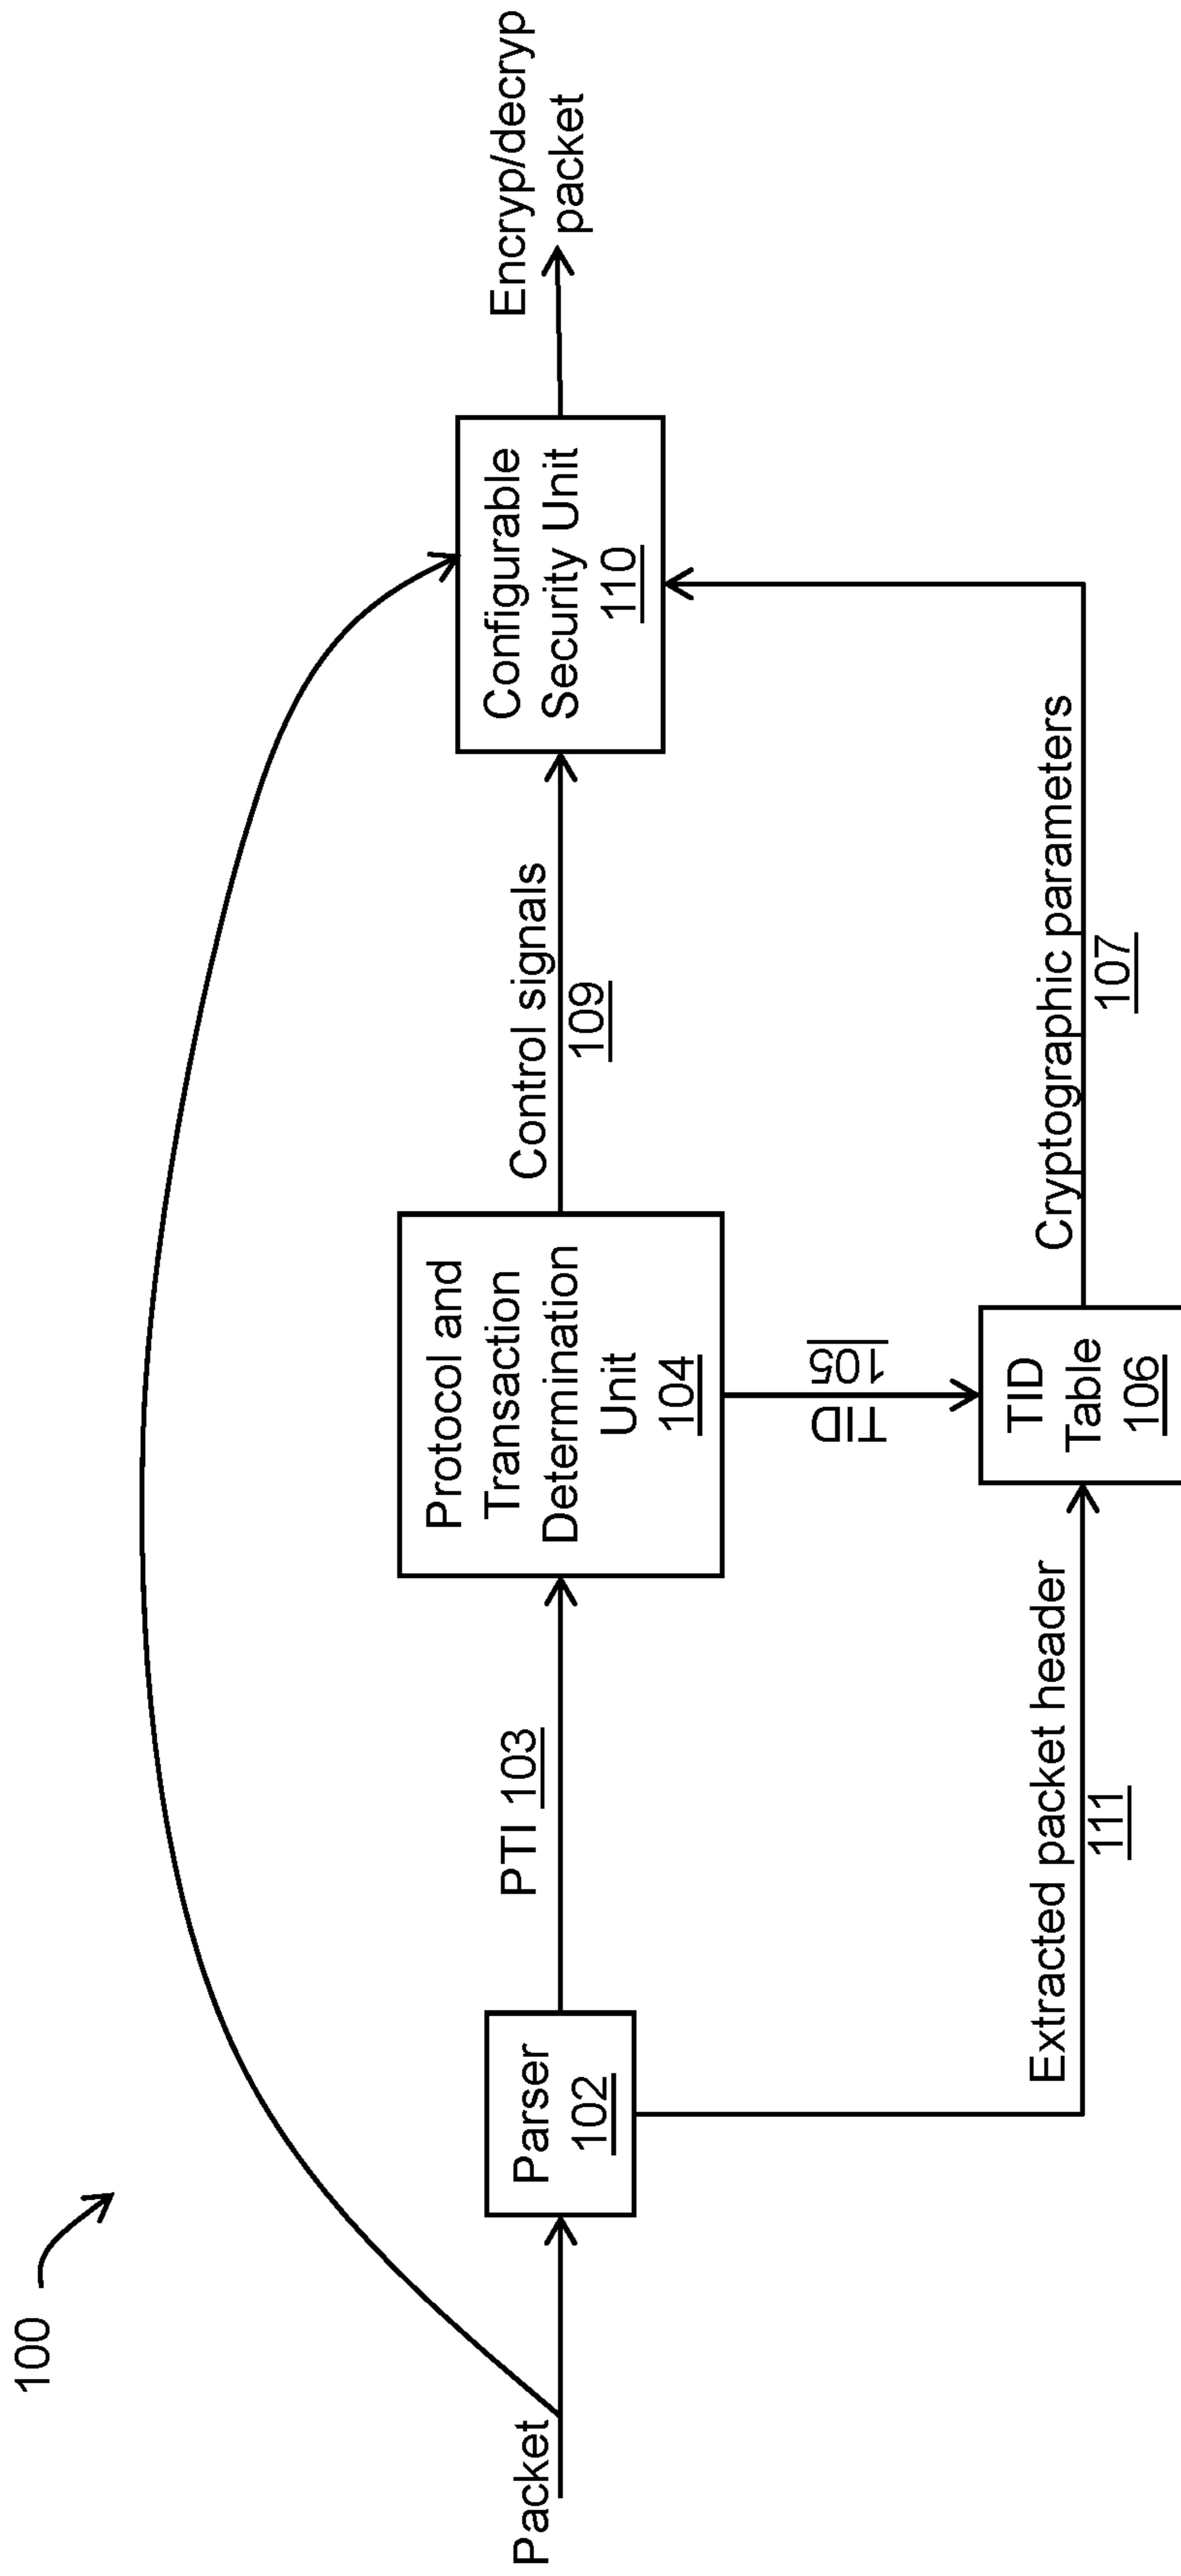 100
Packet
Parser
102
PTI 103
Extracted packet header
111
Protocol and
Transaction
Determination
Unit
104
TID
105
TID
Table
106
Control signals
109
Cryptographic parameters
107
Configurable
Security Unit
110
Encryp/decryp
packet